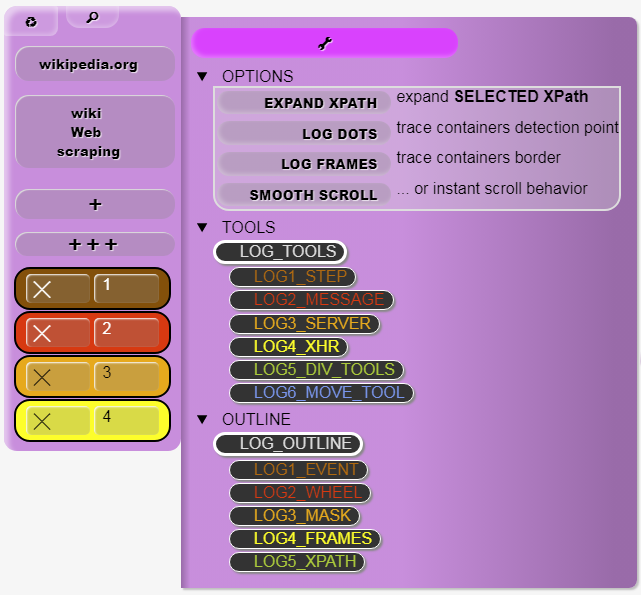 wikipedia.org
wiki
Web
scraping
+
+++
1
2
3
4
▼ OPTIONS
EXPAND XPATH expand SELECTED XPath
LOG DOTS trace containers detection point
LOG FRAMES trace containers border
SMOOTH SCROLL ... or instant scroll behavior
▼ TOOLS
LOG_TOOLS
LOG1_STEP
LOG2_MESSAGE
LOG3_SERVER
LOG4_XHR
LOG5_DIV_TOOLS
LOG6_MOVE_TOOL
▼ OUTLINE
LOG_OUTLINE
LOG1_EVENT
LOG2_WHEEL
LOG3_MASK
LOG4_FRAMES
LOG5_XPATH